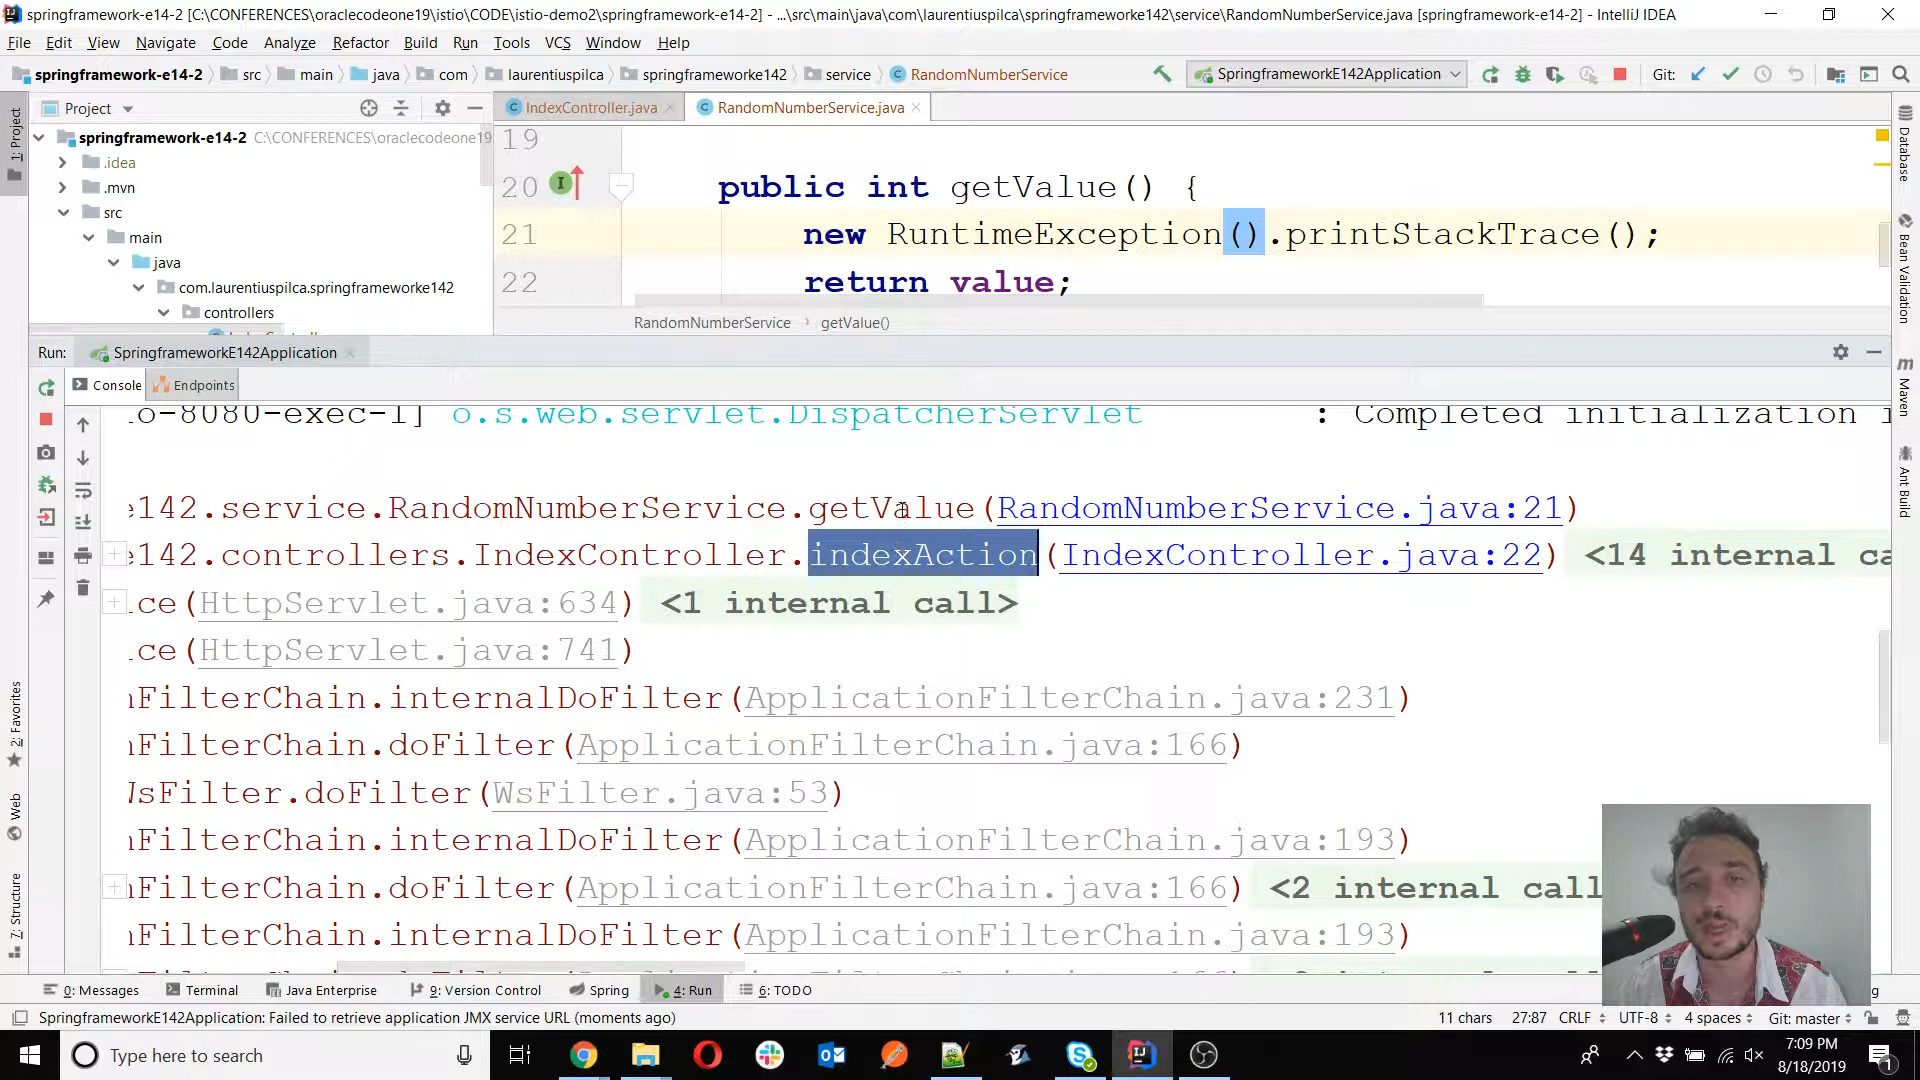 springframework-e14-2 [C:\CONFERENCES\oraclecodeone19\istio\CODE\istio-demo2\springframework-e14-2] - ...\src\main\java\com\laurentiuspilca\springframeworke142\service\RandomNumberService.java [springframework-e14-2] - IntelliJ IDEA
File Edit View Navigate Code Analyze Refactor Build Run Tools VCS Window Help
springframework-e14-2 src main java com laurentiuspilca springframeworke142 service RandomNumberService SpringframeworkE142Application Git:
Project
IndexController.java RandomNumberService.java
springframework-e14-2 C:\CONFERENCES\oraclecodeone19
.idea
.mvn
src
main
java
com.laurentiuspilca.springframeworke142
controllers
19
20 public int getValue() {
21 new RuntimeException().printStackTrace();
22 return value;
RandomNumberService > getValue()
1: Project
2: Favorites
Web
7: Structure
Database
Bean Validation
Maven
Ant Build
Run: SpringframeworkE142Application
Console Endpoints
io-8080-exec-1] o.s.web.servlet.DispatcherServlet : Completed initialization i
e142.service.RandomNumberService.getValue(RandomNumberService.java:21)
e142.controllers.IndexController.indexAction(IndexController.java:22) <14 internal ca
ice(HttpServlet.java:634) <1 internal call>
ice(HttpServlet.java:741)
nFilterChain.internalDoFilter(ApplicationFilterChain.java:231)
nFilterChain.doFilter(ApplicationFilterChain.java:166)
WsFilter.doFilter(WsFilter.java:53)
nFilterChain.internalDoFilter(ApplicationFilterChain.java:193)
nFilterChain.doFilter(ApplicationFilterChain.java:166) <2 internal call
nFilterChain.internalDoFilter(ApplicationFilterChain.java:193)
0: Messages Terminal Java Enterprise 9: Version Control Spring 4: Run 6: TODO
SpringframeworkE142Application: Failed to retrieve application JMX service URL (moments ago) 11 chars 27:87 CRLF UTF-8 4 spaces Git: master
Type here to search
7:09 PM
8/18/2019
1